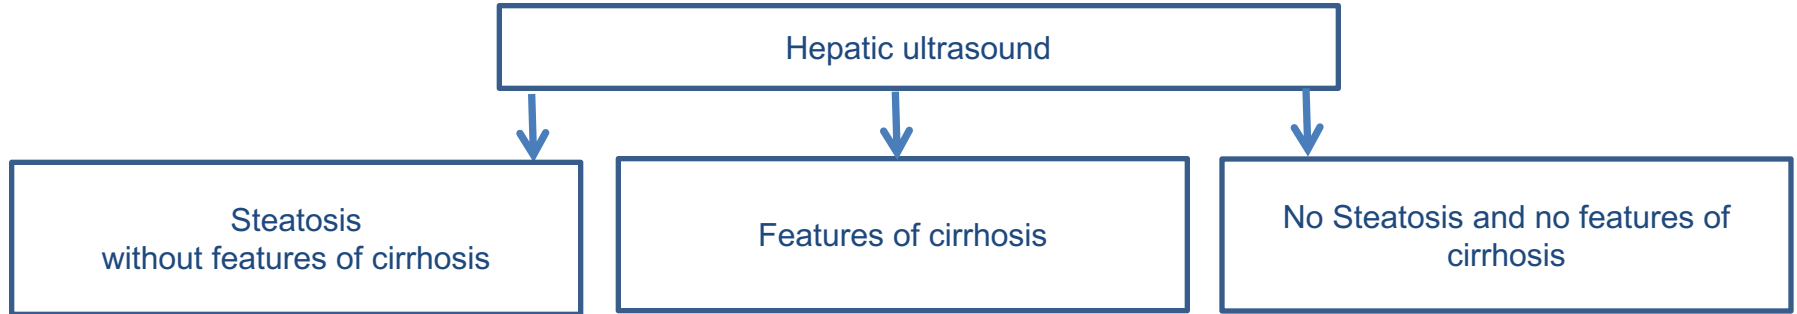 Hepatic ultrasound
Steatosis
without features of cirrhosis
Features of cirrhosis
No Steatosis and no features of
cirrhosis